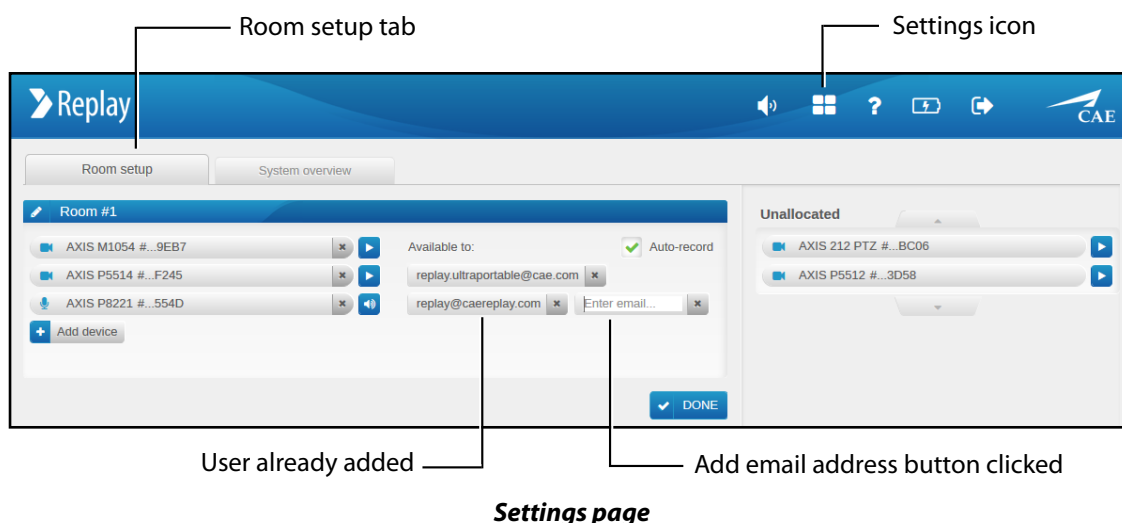 Room setup tab
Settings icon
Replay
?
CAE
Room setup
System overview
Room #1
Unallocated
AXIS M1054 #...9EB7
Available to:
Auto-record
AXIS 212 PTZ #...BC06
AXIS P5514 #...F245
replay.ultraportable@cae.com
AXIS P5512 #...3D58
AXIS P8221 #...554D
replay@caereplay.com
Enter email...
Add device
DONE
User already added
Add email address button clicked
Settings page